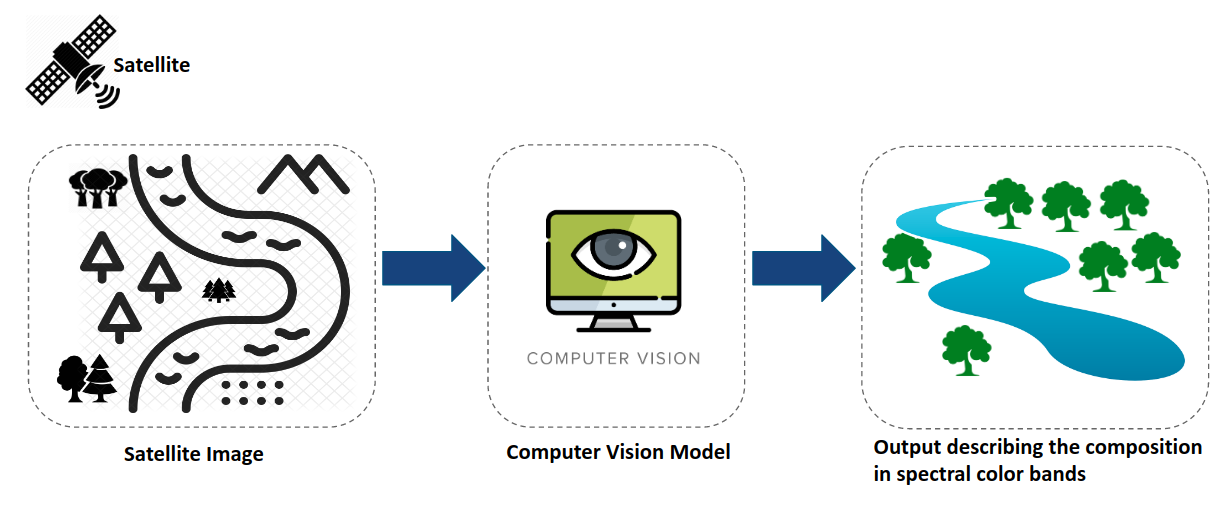 Satellite
COMPUTER VISION
Satellite Image
Computer Vision Model
Output describing the composition
in spectral color bands